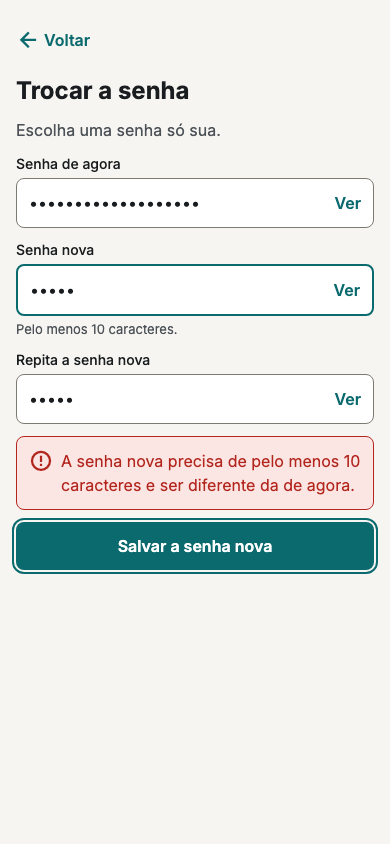 Voltar
Trocar a senha
Escolha uma senha só sua.
Senha de agora
••••••••••••••••••• Ver
Senha nova
••••• Ver
Pelo menos 10 caracteres.
Repita a senha nova
••••• Ver
A senha nova precisa de pelo menos 10
caracteres e ser diferente da de agora.
Salvar a senha nova